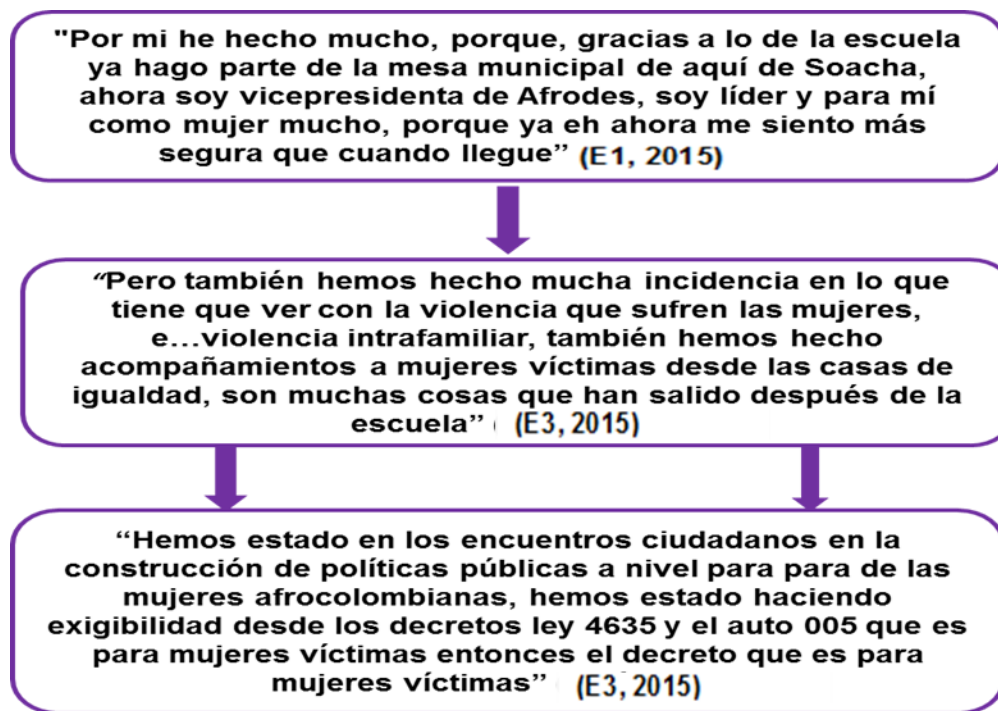 "Por mi he hecho mucho, porque, gracias a lo de la escuela
ya hago parte de la mesa municipal de aquí de Soacha,
ahora soy vicepresidenta de Afrodes, soy líder y para mí
como mujer mucho, porque ya eh ahora me siento más
segura que cuando llegue” (E1, 2015)
“Pero también hemos hecho mucha incidencia en lo que
tiene que ver con la violencia que sufren las mujeres,
e...violencia intrafamiliar, también hemos hecho
acompañamientos a mujeres víctimas desde las casas de
igualdad, son muchas cosas que han salido después de la
escuela” (E3, 2015)
“Hemos estado en los encuentros ciudadanos en la
construcción de políticas públicas a nivel para para de las
mujeres afrocolombianas, hemos estado haciendo
exigibilidad desde los decretos ley 4635 y el auto 005 que es
para mujeres víctimas entonces el decreto que es para
mujeres víctimas” (E3, 2015)